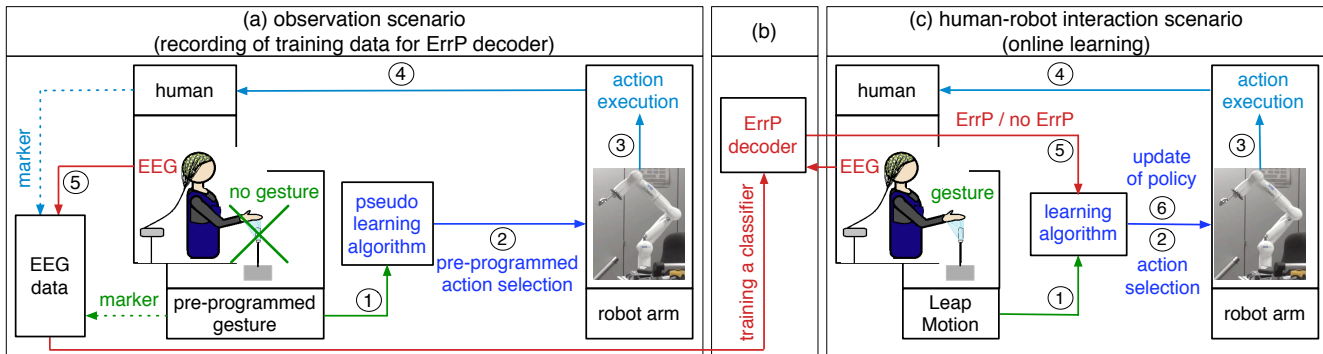 (a) observation scenario
(recording of training data for ErrP decoder)
human
4
action
execution
marker
3
5
EEG
no gesture
pseudo
learning
algorithm
2
pre-programmed
action selection
EEG
data
marker
pre-programmed
gesture
1
robot arm
(b)
ErrP
decoder
training a classifier
(c) human-robot interaction scenario
(online learning)
human
4
action
execution
ErrP / no ErrP
5
3
EEG
gesture
update
of policy
learning
algorithm
6
2
action
selection
1
Leap
Motion
robot arm